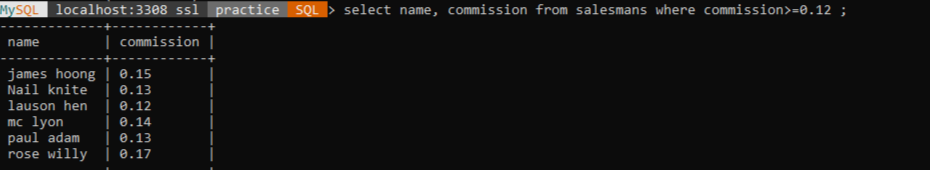 MySQL localhost:3308 ssl practice SQL > select name, commission from salesmans where commission>=0.12 ;
-------------+------------+
name | commission |
-------------+------------+
james hoong | 0.15 |
Nail knite | 0.13 |
lauson hen | 0.12 |
mc lyon | 0.14 |
paul adam | 0.13 |
rose willy | 0.17 |